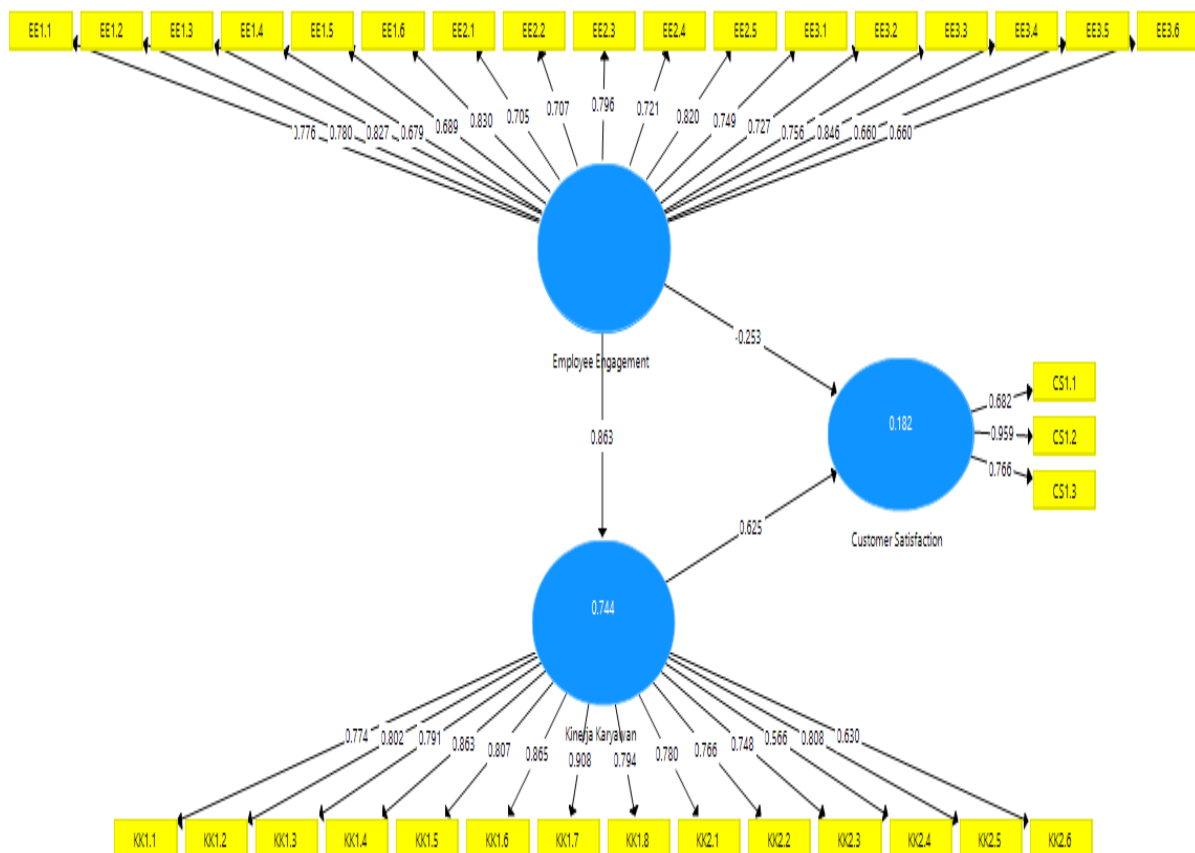 EE1.1 EE1.2 EE1.3 EE1.4 EE1.5 EE1.6 EE2.1 EE2.2 EE2.3 EE2.4 EE2.5 EE3.1 EE3.2 EE3.3 EE3.4 EE3.5 EE3.6
0.776 0.780 0.827 0.679 0.689 0.830 0.705 0.707 0.796 0.721 0.820 0.749 0.727 0.756 0.846 0.660 0.660
Employee Engagement
-0.253
0.863
0.182
CS1.1
0.682
0.959
CS1.2
0.766
CS1.3
0.625
Customer Satisfaction
0.744
Kinerja Karyawan
0.774 0.802 0.791 0.863 0.807 0.865 0.908 0.794 0.780 0.766 0.748 0.566 0.808 0.630
KK1.1 KK1.2 KK1.3 KK1.4 KK1.5 KK1.6 KK1.7 KK1.8 KK2.1 KK2.2 KK2.3 KK2.4 KK2.5 KK2.6